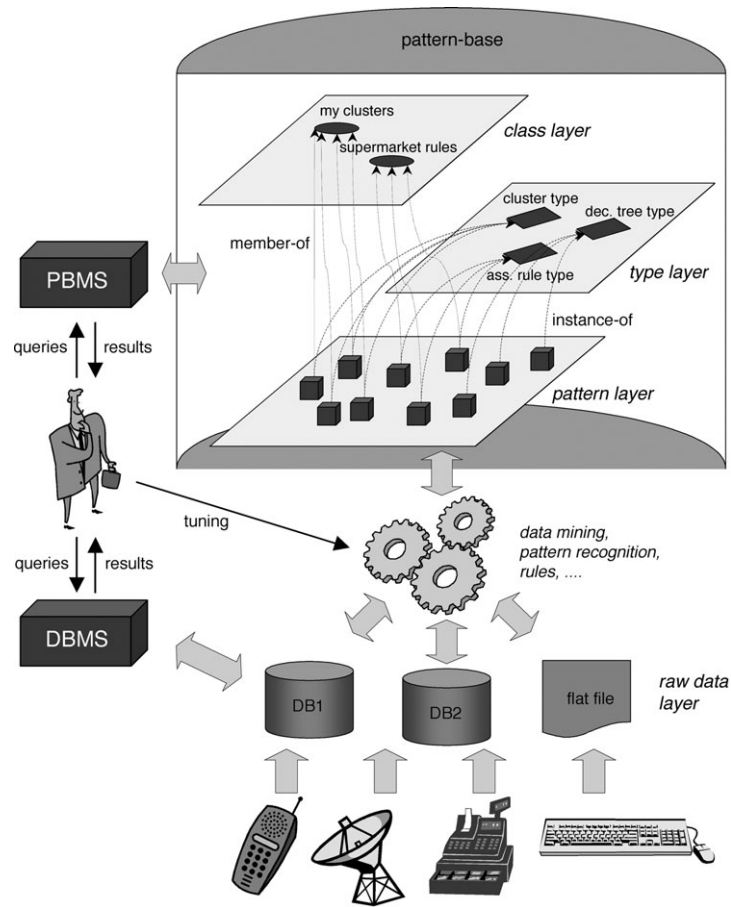 pattern-base
my clusters
class layer
supermarket rules
cluster type
dec. tree type
member-of
ass. rule type
type layer
PBMS
instance-of
queries
results
pattern layer
tuning
data mining,
pattern recognition,
rules, ....
queries
results
DBMS
DB1
DB2
flat file
raw data
layer